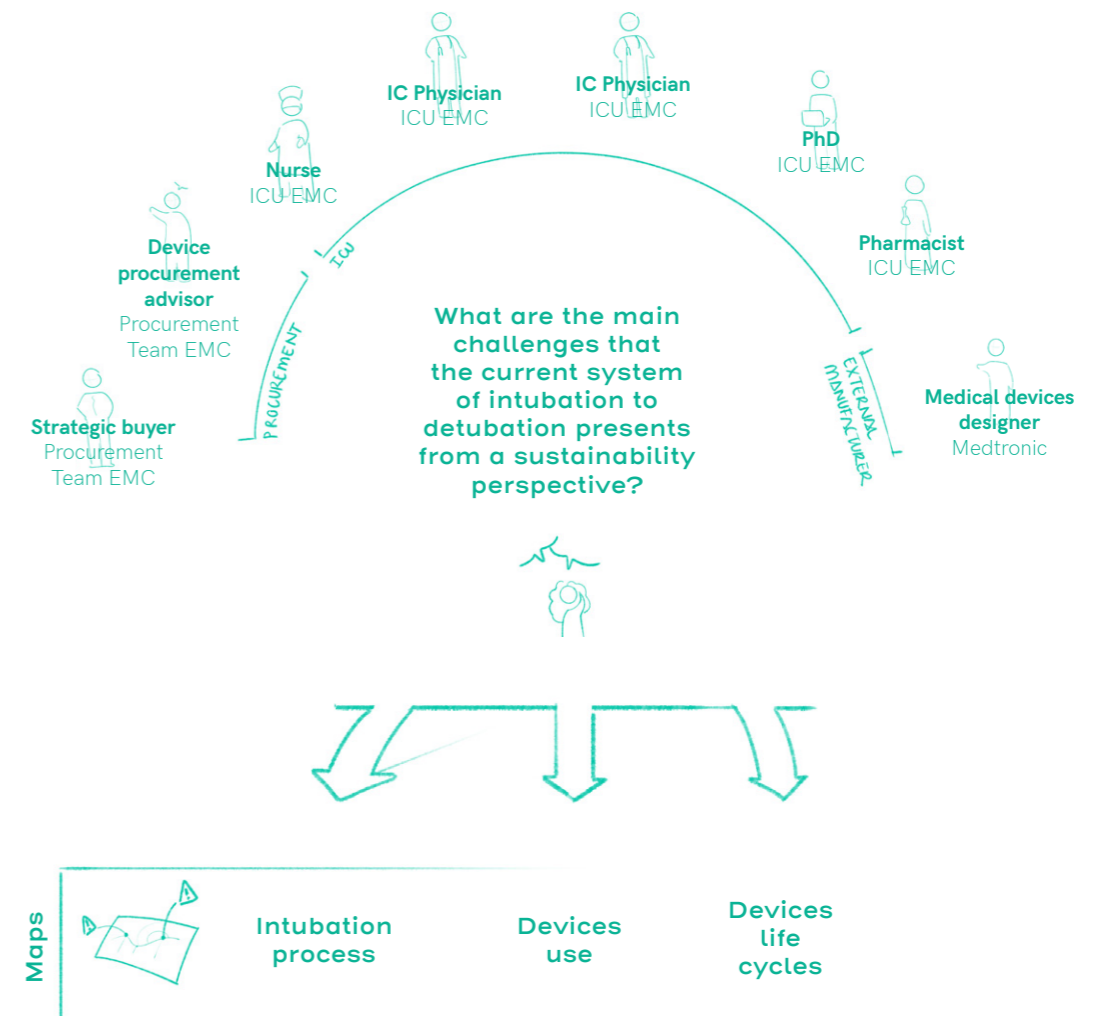 IC Physician
ICU EMC
IC Physician
ICU EMC
PhD
ICU EMC
Nurse
ICU EMC
Pharmacist
ICU EMC
Device
procurement
advisor
Procurement
Team EMC
Strategic buyer
Procurement
Team EMC
Medical devices
designer
Medtronic
PROCUREMENT
EXTERNAL
MANUFACTURER
What are the main
challenges that
the current system
of intubation to
detubation presents
from a sustainability
perspective?
Maps
Intubation
process
Devices
use
Devices
life
cycles